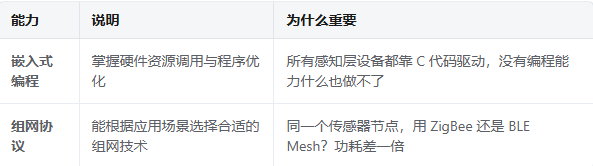 能力 说明 为什么重要
嵌入式 掌握硬件资源调用与程序优 所有感知层设备都靠 C 代码驱动，没有编程能
编程 化 力什么也做不了
组网协 能根据应用场景选择合适的 同一个传感器节点，用 ZigBee 还是 BLE
议 组网技术 Mesh？功耗差一倍